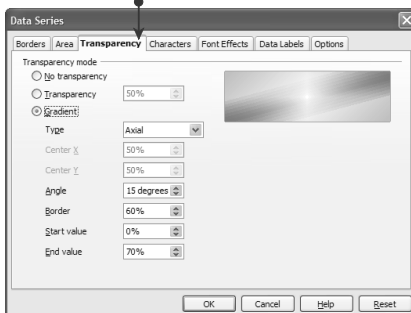 Data Series
Borders Area Transparency Characters Font Effects Data Labels Options
Transparency mode
No transparency
Transparency 50%
Gradient
Type Axial
Center X 50%
Center Y 50%
Angle 15 degrees
Border 60%
Start value 0%
End value 70%
OK Cancel Help Reset